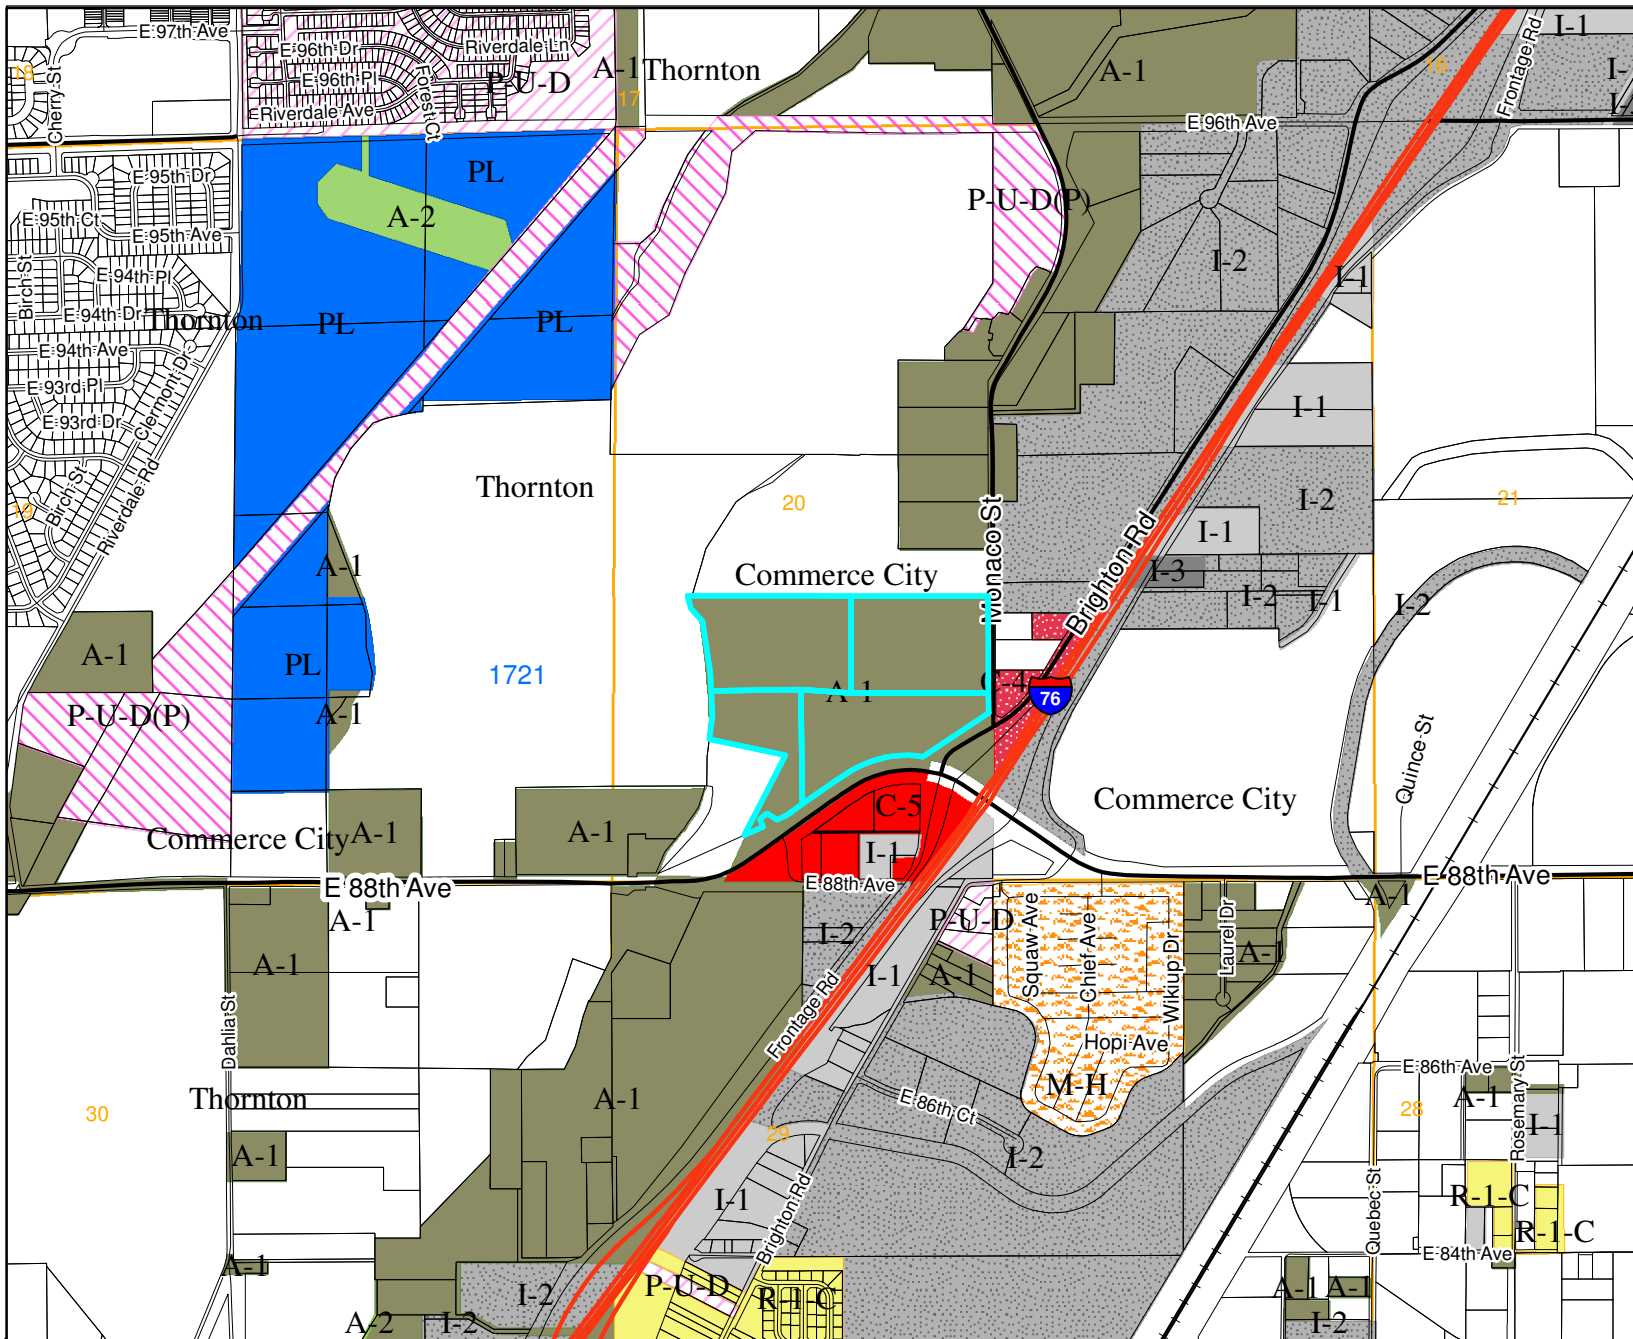 E 97th Ave
E 96th Dr
Riverdale Ln
E 96th Pl
P-U-D
Riverdale Ave
Forest Ct
Cherry St
18
A-1
Thornton
17
A-1
16
I-1
Frontage Rd
I-
I-
E 96th Ave
PL
A-2
E 95th Dr
E 95th Ct
E 95th Ave
P-U-D(P)
Birch St
E 94th Pl
I-2
I-1
E 94th Dr
Thornton
PL
PL
E 94th Ave
E 93rd Pl
Clermont Dr
E 93rd Dr
I-1
Birch St
Riverdale Rd
19
Thornton
20
Monaco St
Brighton Rd
I-2
21
I-1
A-1
Commerce City
I-3
I-2
I-1
I-2
A-1
PL
1721
A-1
C-4
76
P-U-D(P)
A-1
Quince St
Commerce City
C-5
Commerce City
A-1
A-1
I-1
E 88th Ave
E 88th Ave
E 88th Ave
A-1
A-1
I-2
P-U-D
Squaw Ave
Chief Ave
Wikiup Dr
Laurel Dr
A-1
A-1
I-1
A-1
Dahlia St
Frontage Rd
Hopi Ave
M-H
E 86th Ave
A-1
Thornton
30
A-1
E 86th Ct
28
Rosemary St
I-1
29
A-1
I-2
R-1-C
I-1
Brighton Rd
Quebec St
R-1-C
E 84th Ave
A-1
P-U-D
R-1-C
A-1
A-1
I-2
A-2
I-2
I-2